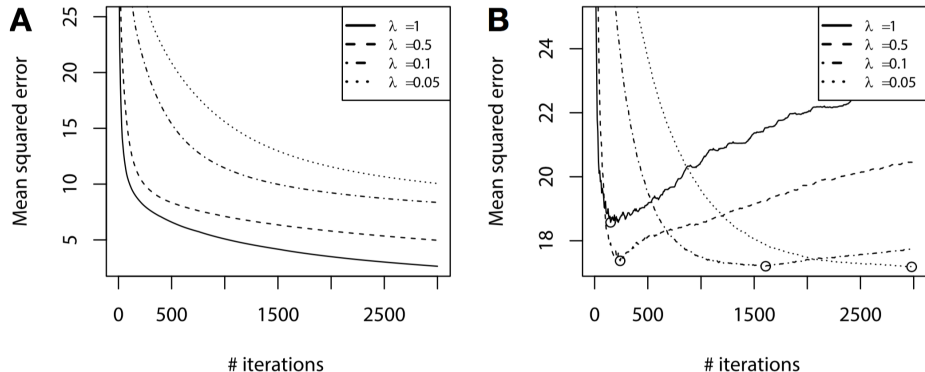 A
Mean squared error
25
20
15
10
5
0 500 1500 2500
# iterations
λ =1
λ =0.5
λ =0.1
λ =0.05
B
Mean squared error
24
22
20
18
0 500 1500 2500
# iterations
λ =1
λ =0.5
λ =0.1
λ =0.05